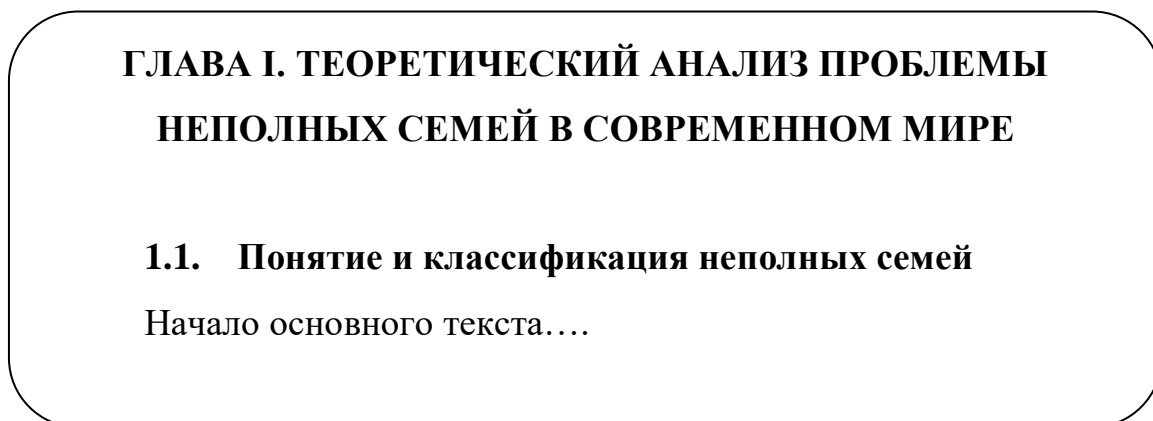 ГЛАВА I. ТЕОРЕТИЧЕСКИЙ АНАЛИЗ ПРОБЛЕМЫ
НЕПОЛНЫХ СЕМЕЙ В СОВРЕМЕННОМ МИРЕ
1.1. Понятие и классификация неполных семей
Начало основного текста….